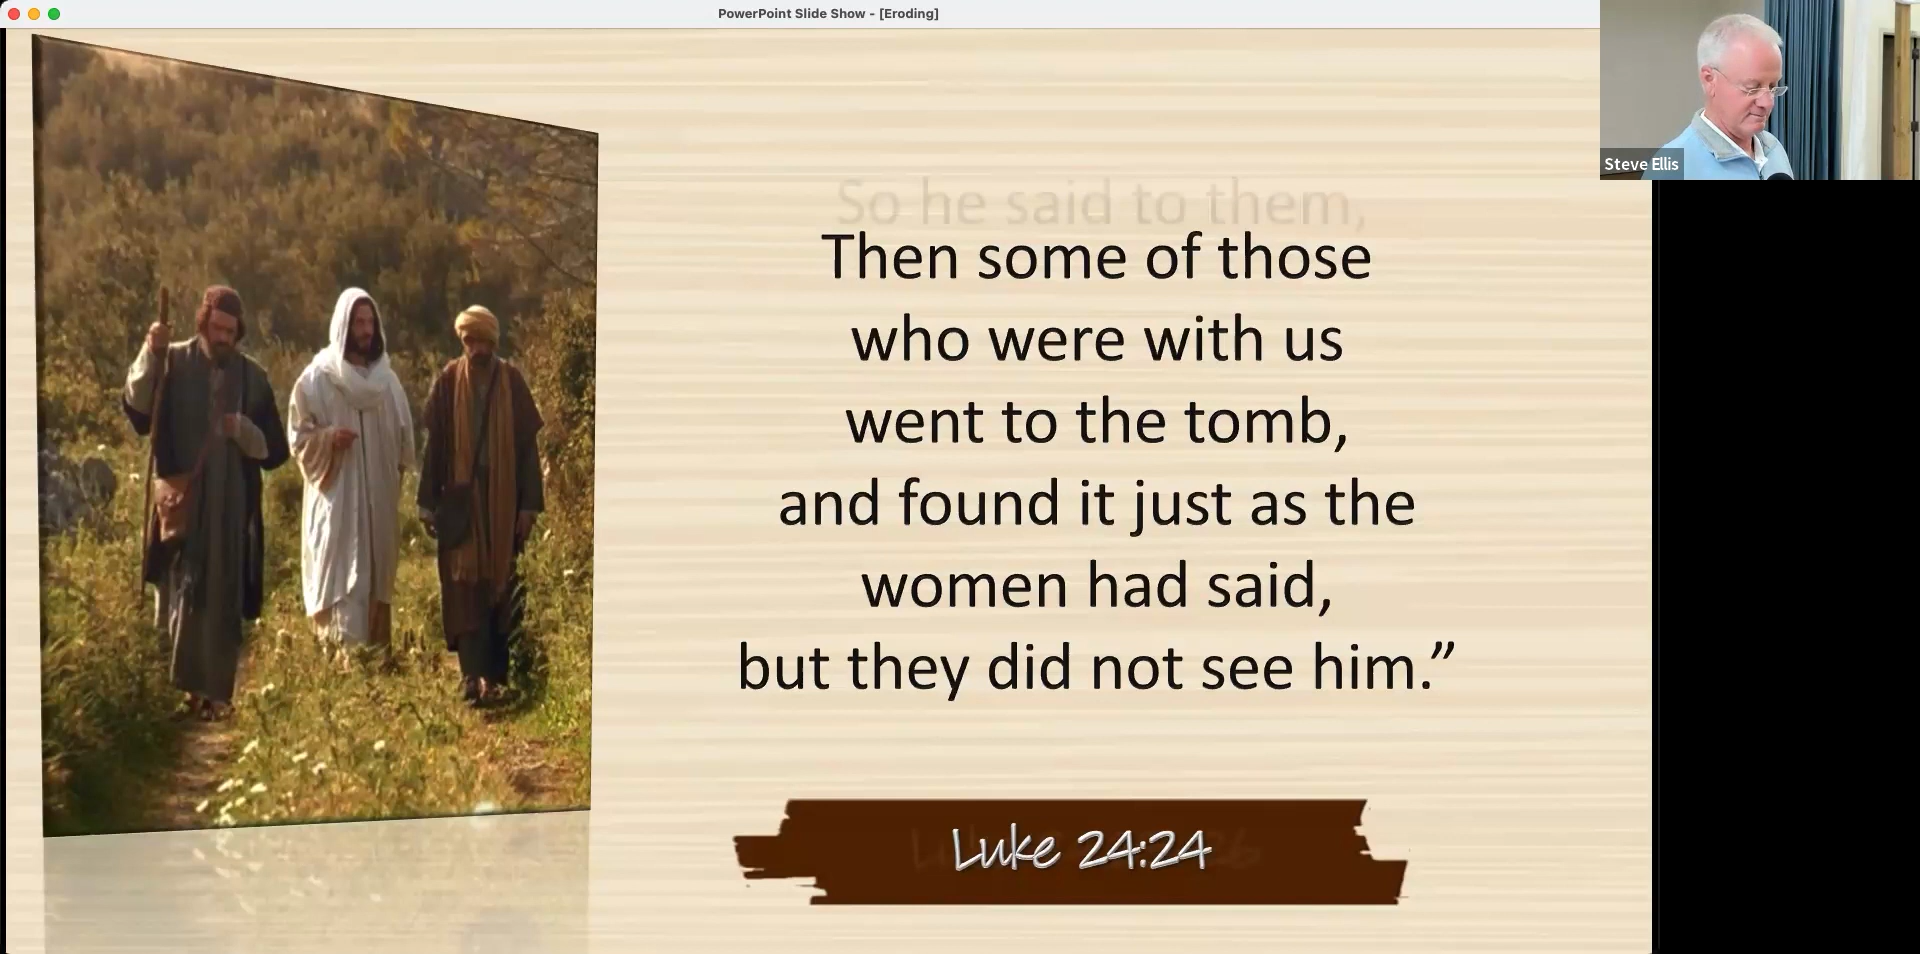 PowerPoint Slide Show - [Eroding]
Steve Ellis
So he said to them,
Then some of those
who were with us
went to the tomb,
and found it just as the
women had said,
but they did not see him.”
Luke 24:24